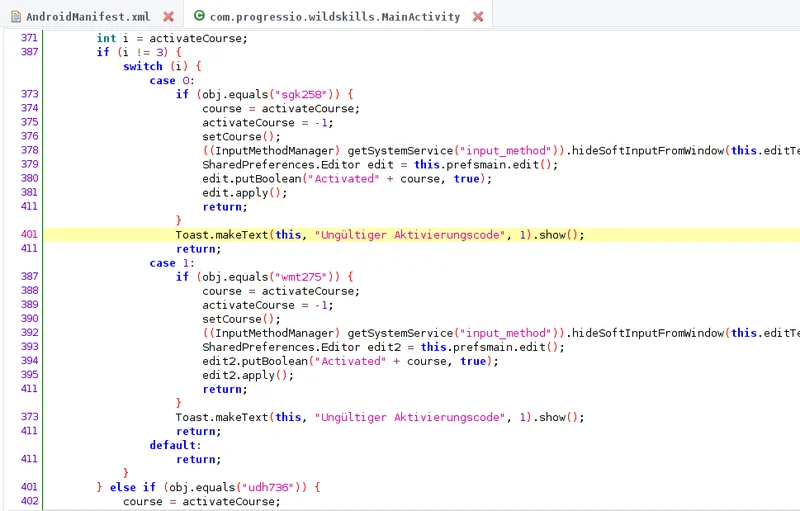 AndroidManifest.xml com.progressio.wildskills.MainActivity
371 int i = activateCourse;
387 if (i != 3) {
switch (i) {
case 0:
373 if (obj.equals("sgk258")) {
374 course = activateCourse;
375 activateCourse = -1;
376 setCourse();
378 ((InputMethodManager) getSystemService("input_method")).hideSoftInputFromWindow(this.editTe
379 SharedPreferences.Editor edit = this.prefsmain.edit();
380 edit.putBoolean("Activated" + course, true);
381 edit.apply();
411 return;
}
401 Toast.makeText(this, "Ungültiger Aktivierungscode", 1).show();
411 return;
case 1:
387 if (obj.equals("wmt275")) {
388 course = activateCourse;
389 activateCourse = -1;
390 setCourse();
392 ((InputMethodManager) getSystemService("input_method")).hideSoftInputFromWindow(this.editTe
393 SharedPreferences.Editor edit2 = this.prefsmain.edit();
394 edit2.putBoolean("Activated" + course, true);
395 edit2.apply();
411 return;
}
373 Toast.makeText(this, "Ungültiger Aktivierungscode", 1).show();
411 return;
default:
411 return;
}
401 } else if (obj.equals("udh736")) {
402 course = activateCourse;